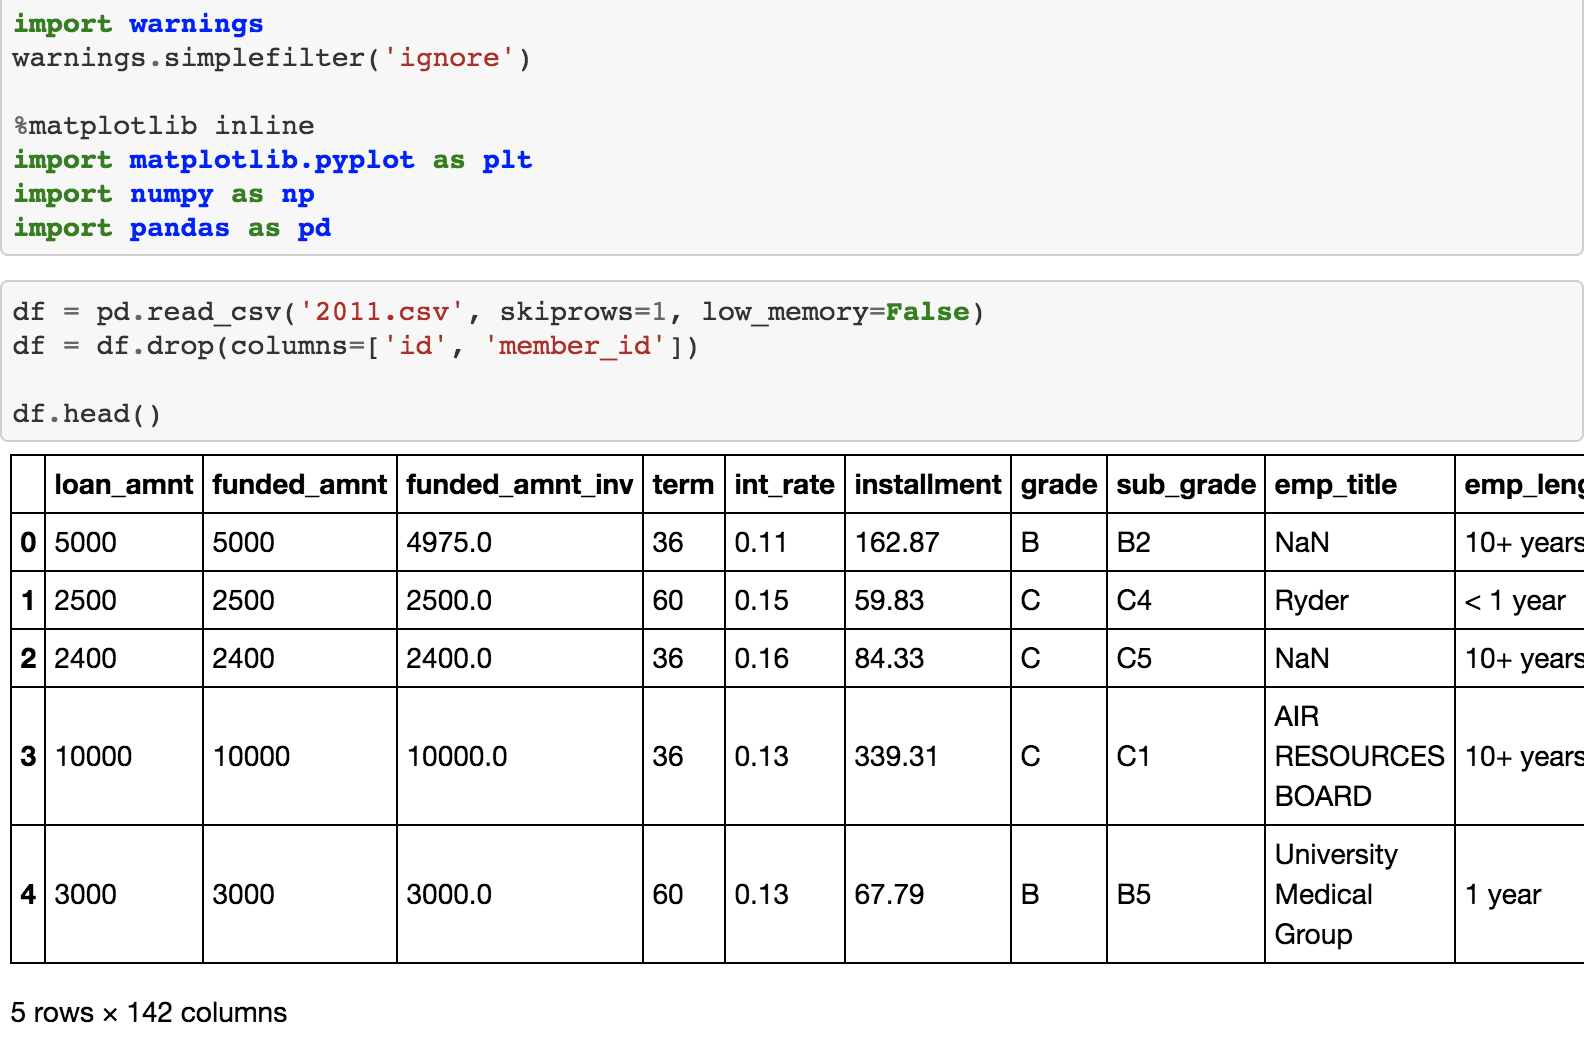 import warnings
warnings.simplefilter('ignore')
%matplotlib inline
import matplotlib.pyplot as plt
import numpy as np
import pandas as pd
df = pd.read_csv('2011.csv', skiprows=1, low_memory=False)
df = df.drop(columns=['id', 'member_id'])
df.head()
loan_amnt funded_amnt funded_amnt_inv term int_rate installment grade sub_grade emp_title emp_leng
0 5000 5000 4975.0 36 0.11 162.87 B B2 NaN 10+ years
1 2500 2500 2500.0 60 0.15 59.83 C C4 Ryder < 1 year
2 2400 2400 2400.0 36 0.16 84.33 C C5 NaN 10+ years
3 10000 10000 10000.0 36 0.13 339.31 C C1 AIR RESOURCES BOARD 10+ years
4 3000 3000 3000.0 60 0.13 67.79 B B5 University Medical Group 1 year
5 rows × 142 columns